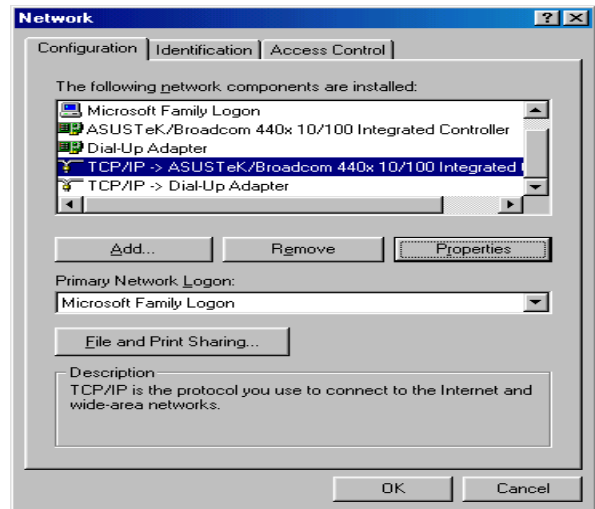 Network
Configuration Identification Access Control
The following network components are installed:
Microsoft Family Logon
ASUSTeK/Broadcom 440x 10/100 Integrated Controller
Dial-Up Adapter
TCP/IP -> ASUSTeK/Broadcom 440x 10/100 Integrated
TCP/IP -> Dial-Up Adapter
Add... Remove Properties
Primary Network Logon:
Microsoft Family Logon
File and Print Sharing...
Description
TCP/IP is the protocol you use to connect to the Internet and
wide-area networks.
OK Cancel